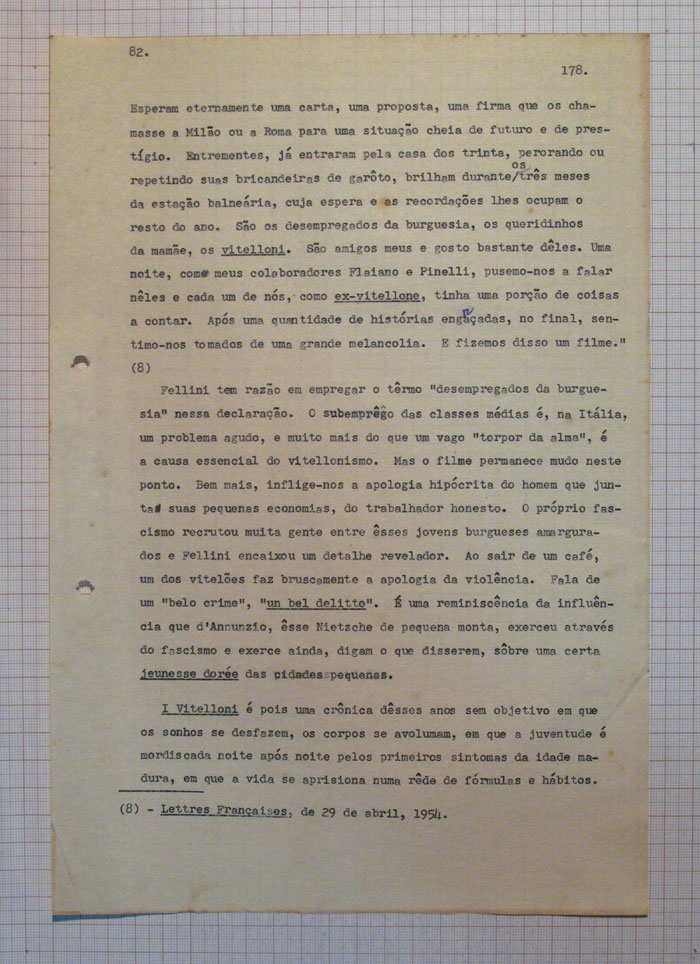 82.
178.
Esperam eternamente uma carta, uma proposta, uma firma que os cha-
masse a Milão ou a Roma para uma situação cheia de futuro e de pres-
tígio. Entrementes, já entraram pela casa dos trinta, perorando ou
os
repetindo suas bricandeiras de garôto, brilham durante/três meses
da estação balneária, cuja espera e as recordações lhes ocupam o
resto do ano. São os desempregados da burguesia, os queridinhos
da mamãe, os vitelloni. São amigos meus e gosto bastante dêles. Uma
noite, com meus colaboradores Flaiano e Pinelli, pusemo-nos a falar
nêles e cada um de nós, como ex-vitellone, tinha uma porção de coisas
a contar. Após uma quantidade de histórias engraçadas, no final, sen-
timo-nos tomados de uma grande melancolia. E fizemos disso um filme."
(8)
Fellini tem razão em empregar o têrmo "desempregados da burgue-
sia" nessa declaração. O subemprêgo das classes médias é, na Itália,
um problema agudo, e muito mais do que um vago "torpor da alma", é
a causa essencial do vitellonismo. Mas o filme permanece mudo neste
ponto. Bem mais, inflige-nos a apologia hipócrita do homem que jun-
ta suas pequenas economias, do trabalhador honesto. O próprio fas-
cismo recrutou muita gente entre êsses jovens burgueses amargura-
dos e Fellini encaixou um detalhe revelador. Ao sair de um café,
um dos vitelões faz bruscamente a apologia da violência. Fala de
um "belo crime", "un bel delitto". É uma reminiscência da influên-
cia que d'Annunzio, êsse Nietzche de pequena monta, exerceu através
do fascismo e exerce ainda, digam o que disserem, sôbre uma certa
jeunesse dorée das cidades pequenas.
I Vitelloni é pois uma crônica dêsses anos sem objetivo em que
os sonhos se desfazem, os corpos se avolumam, em que a juventude é
mordiscada noite após noite pelos primeiros sintomas da idade ma-
dura, em que a vida se aprisiona numa rêde de fórmulas e hábitos.
(8) - Lettres Françaises, de 29 de abril, 1954.